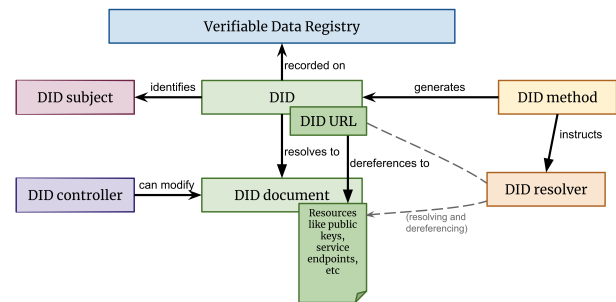 Verifiable Data Registry
recorded on
DID subject
identifies
DID
generates
DID method
DID URL
resolves to
dereferences to
instructs
DID controller
can modify
DID document
DID resolver
Resources
like public
keys,
service
endpoints,
etc
(resolving and
dereferencing)